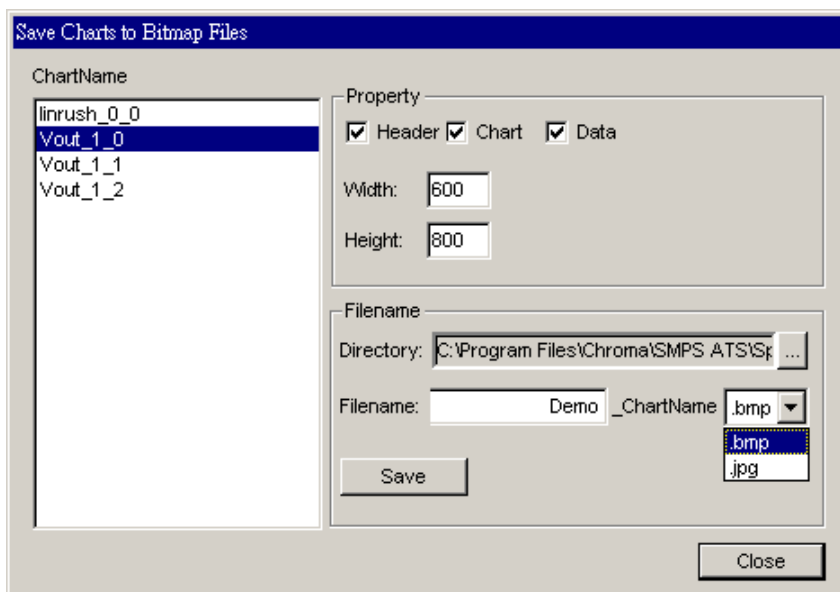 Save Charts to Bitmap Files
ChartName
Iinrush_0_0
Vout_1_0
Vout_1_1
Vout_1_2
Property
Header Chart Data
Width: 600
Height: 800
Filename
Directory: C:\Program Files\Chroma\SMPS ATS\Sp ...
Filename: Demo _ChartName .bmp
.bmp
.jpg
Save
Close